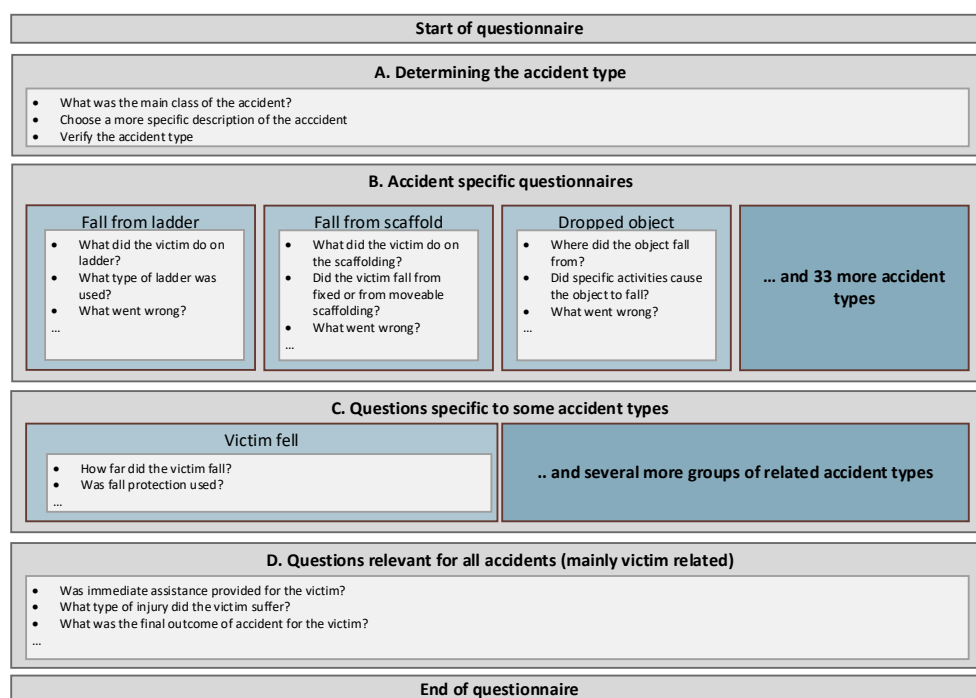 Start of questionnaire
A. Determining the accident type
• What was the main class of the accident?
• Choose a more specific description of the acccident
• Verify the accident type
B. Accident specific questionnaires
Fall from ladder
• What did the victim do on
ladder?
• What type of ladder was
used?
• What went wrong?
…
Fall from scaffold
• What did the victim do on
the scaffolding?
• Did the victim fall from
fixed or from moveable
scaffolding?
• What went wrong?
…
Dropped object
• Where did the object fall
from?
• Did specific activities cause
the object to fall?
• What went wrong?
…
... and 33 more accident
types
C. Questions specific to some accident types
Victim fell
• How far did the victim fall?
• Was fall protection used?
…
.. and several more groups of related accident types
D. Questions relevant for all accidents (mainly victim related)
• Was immediate assistance provided for the victim?
• What type of injury did the victim suffer?
• What was the final outcome of accident for the victim?
…
End of questionnaire